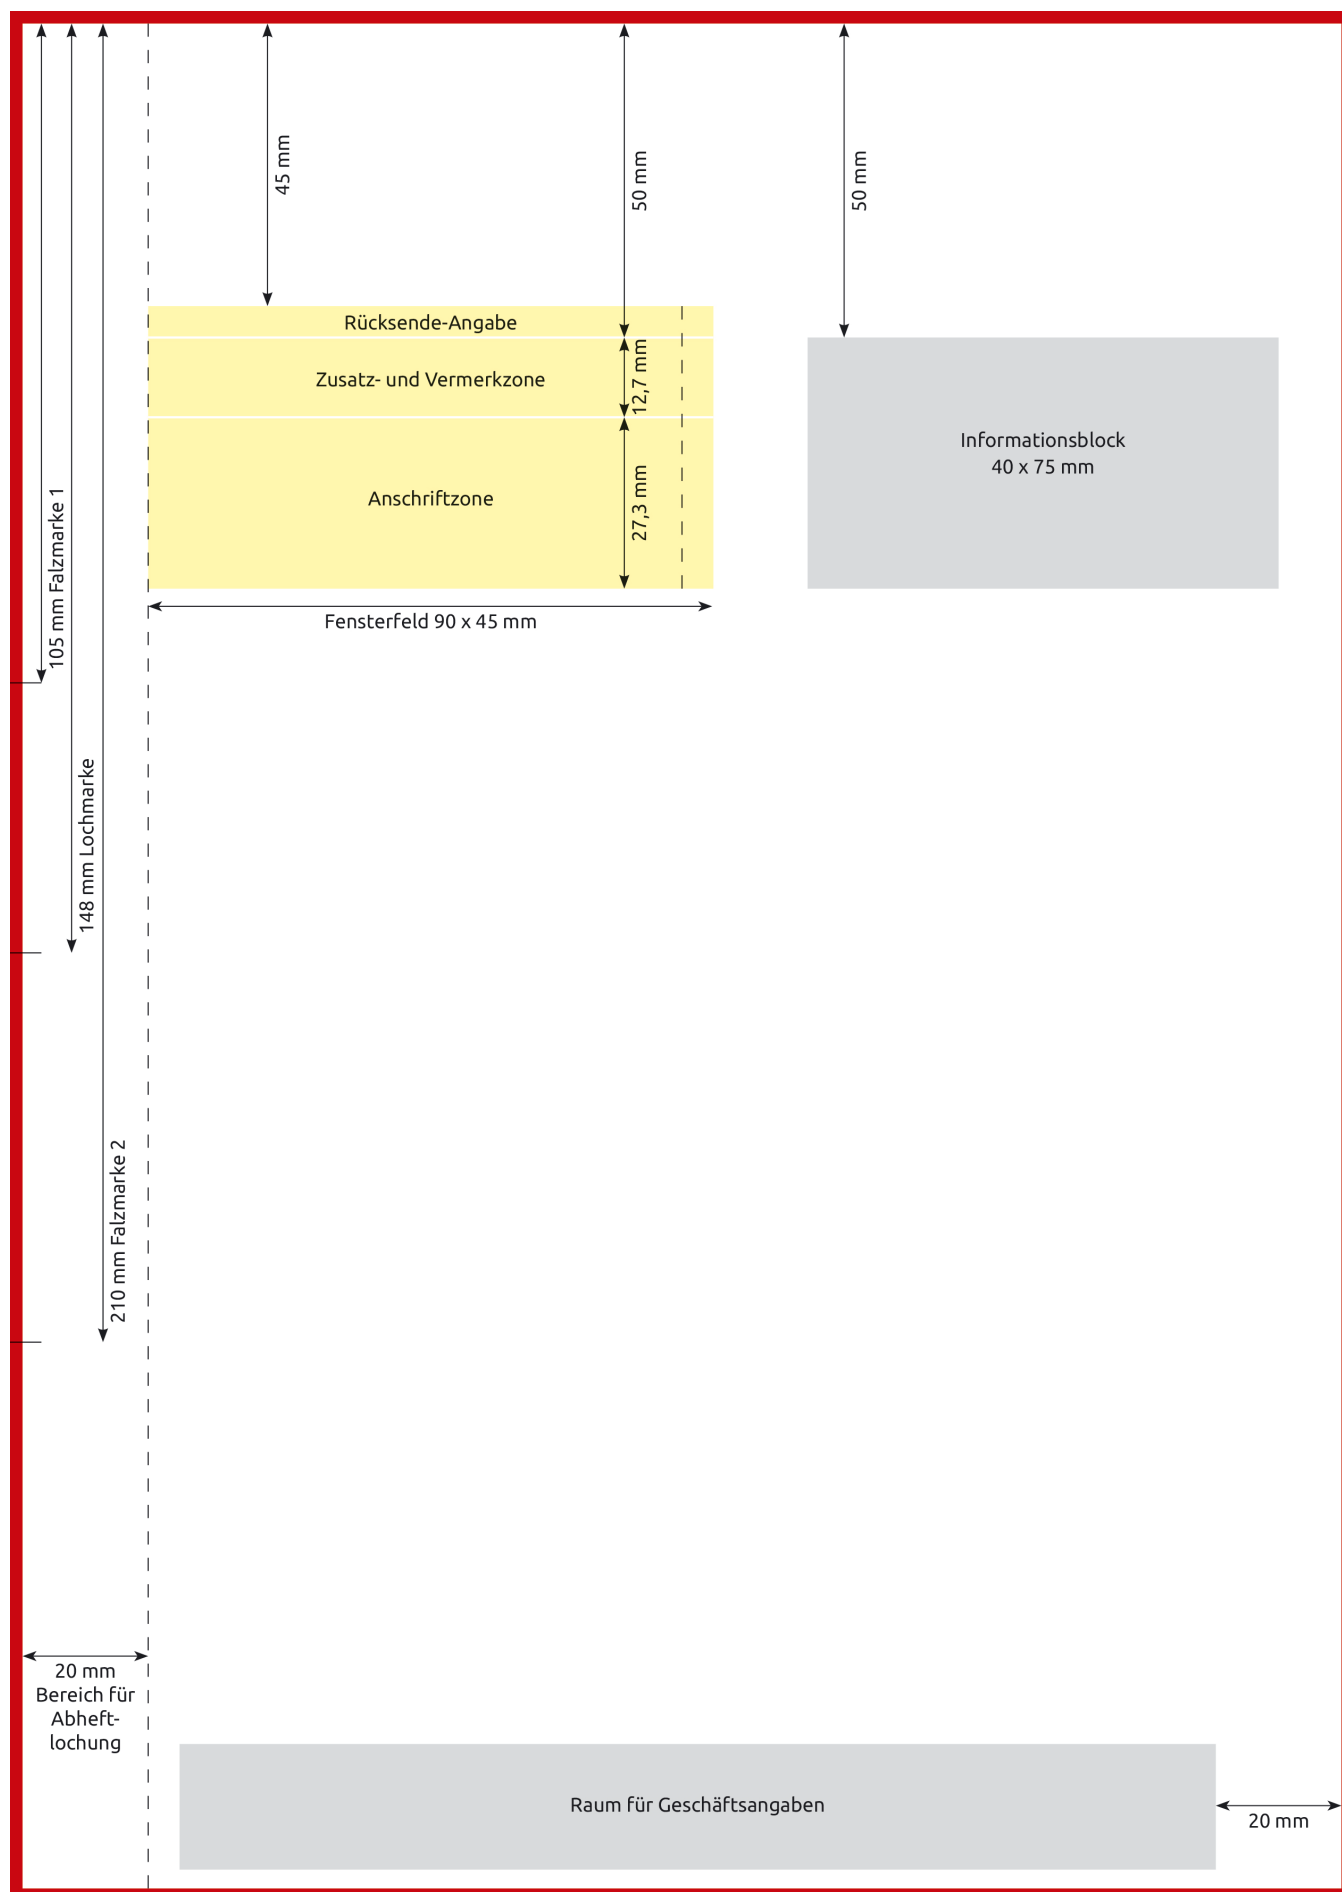 45 mm
50 mm
50 mm
Rücksende-Angabe
Zusatz- und Vermerkzone
12,7 mm
Anschriftzone
27,3 mm
Informationsblock
40 x 75 mm
Fensterfeld 90 x 45 mm
105 mm Falzmarke 1
148 mm Lochmarke
210 mm Falzmarke 2
20 mm
Bereich für
Abheft-
lochung
Raum für Geschäftsangaben
20 mm